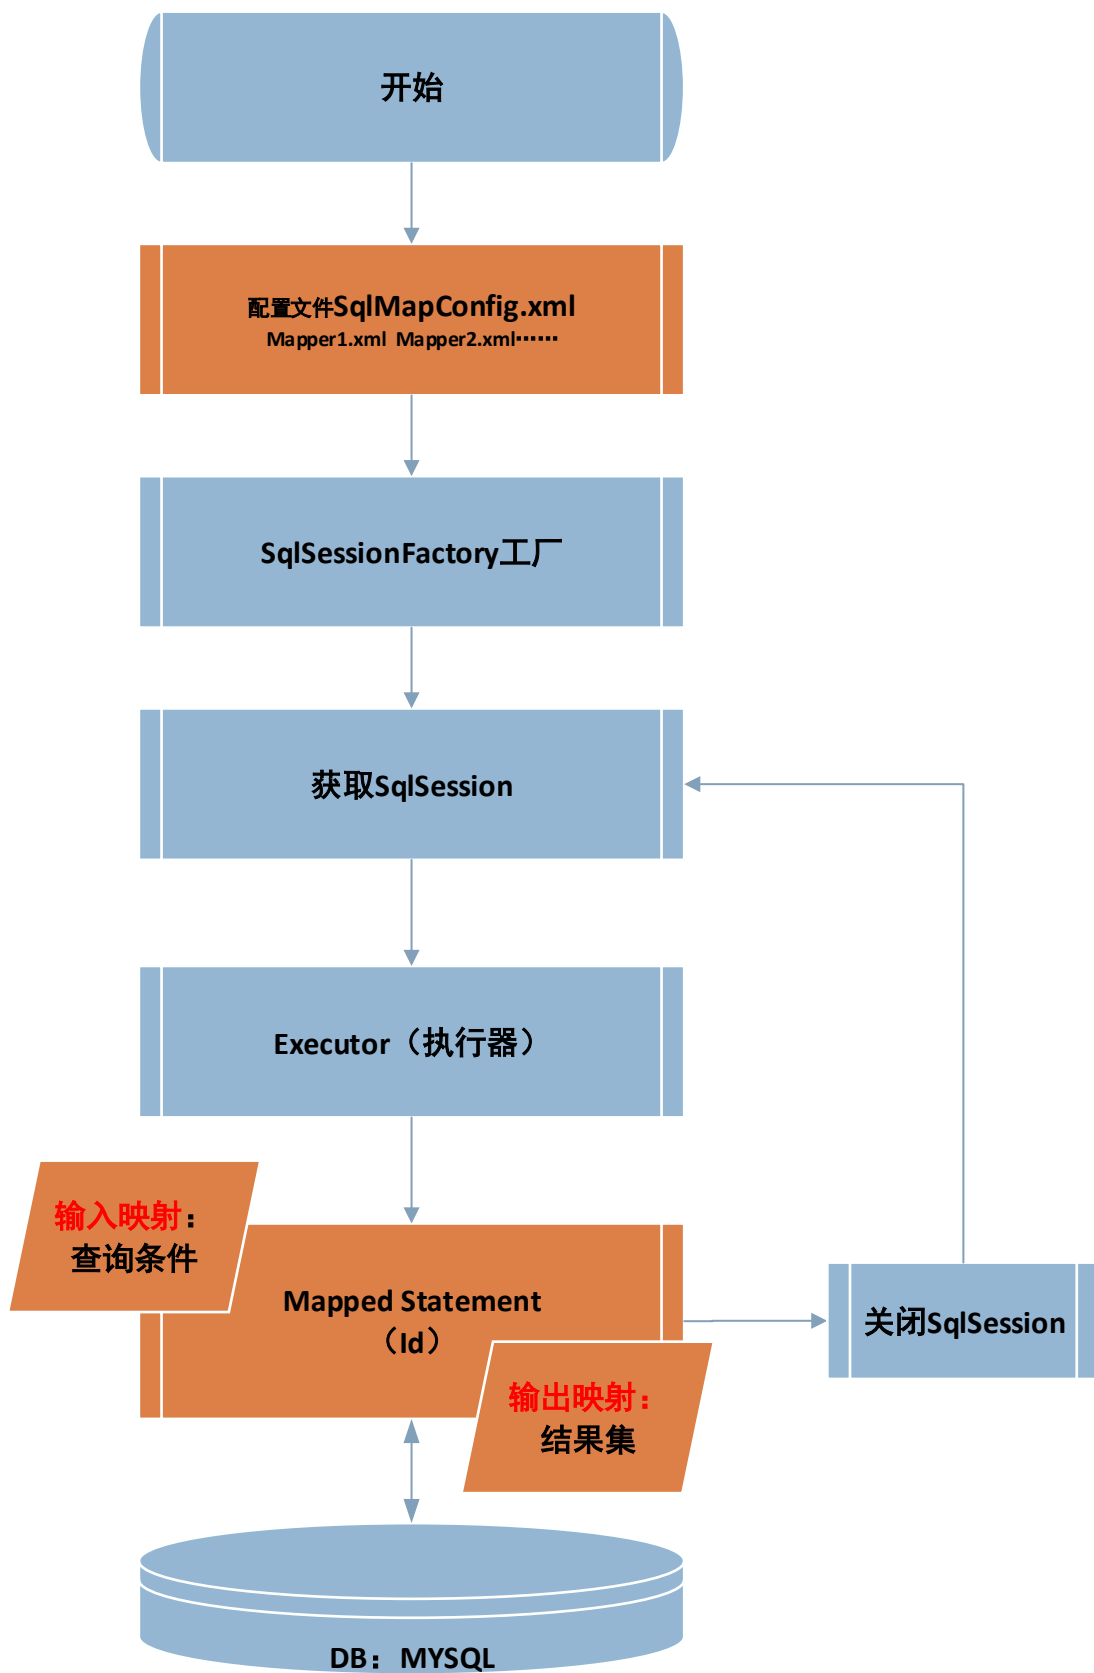 开始
配置文件SqlMapConfig.xml
Mapper1.xml Mapper2.xml……
SqlSessionFactory工厂
获取SqlSession
Executor（执行器）
输入映射：
查询条件
Mapped Statement
（Id）
关闭SqlSession
输出映射：
结果集
DB：MYSQL